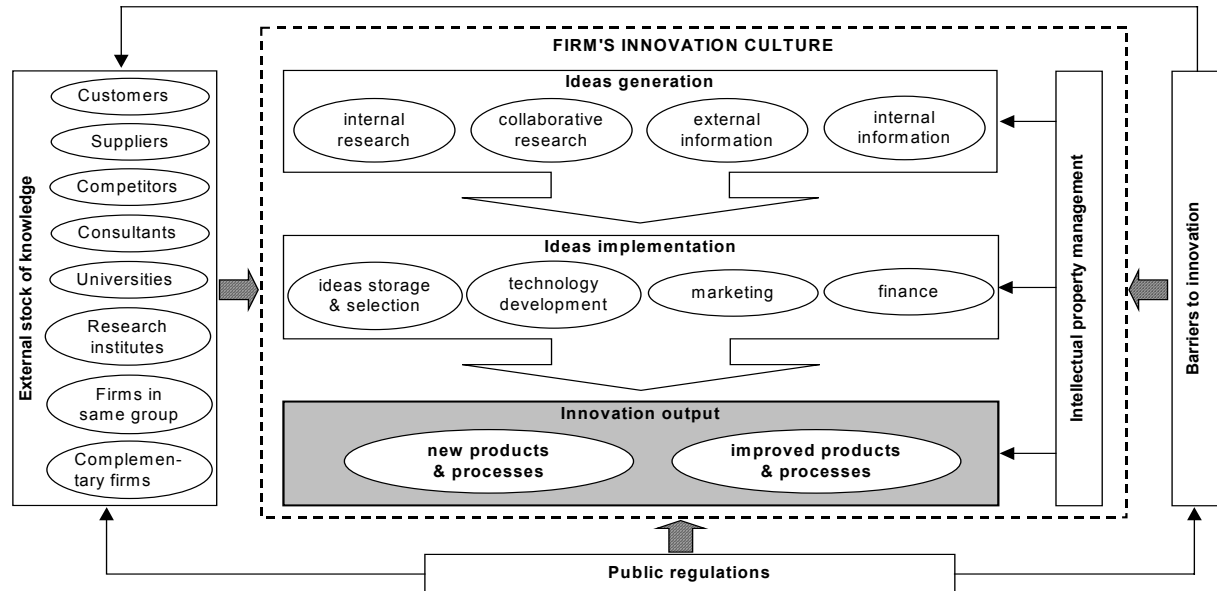 FIRM'S INNOVATION CULTURE
External stock of knowledge
Customers
Suppliers
Competitors
Consultants
Universities
Research
institutes
Firms in
same group
Complemen-
tary firms
Ideas generation
internal
research
collaborative
research
external
information
internal
information
Ideas implementation
ideas storage
& selection
technology
development
marketing
finance
Innovation output
new products
& processes
improved products
& processes
Intellectual property management
Barriers to innovation
Public regulations